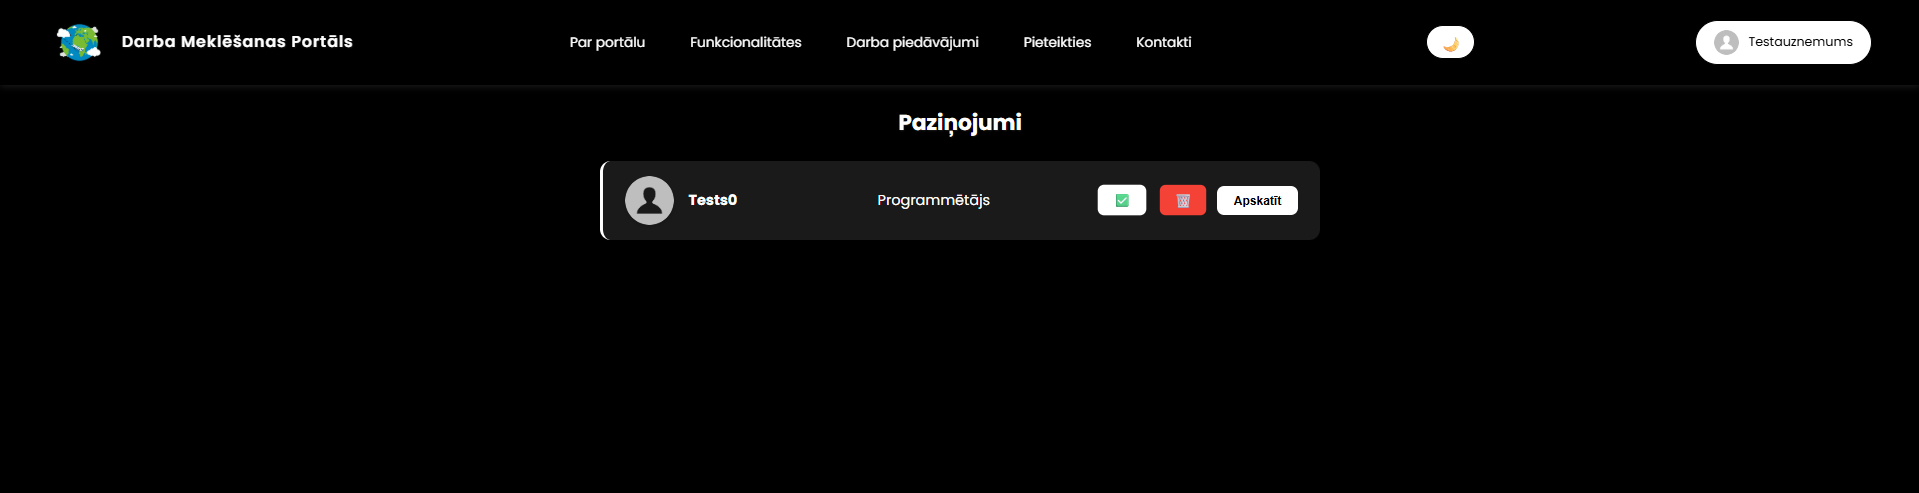 Darba Meklēšanas Portāls
Par portālu
Funkcionalitātes
Darba piedāvājumi
Pieteikties
Kontakti
Testauznemums
Paziņojumi
Tests0
Programmētājs
Apskatīt